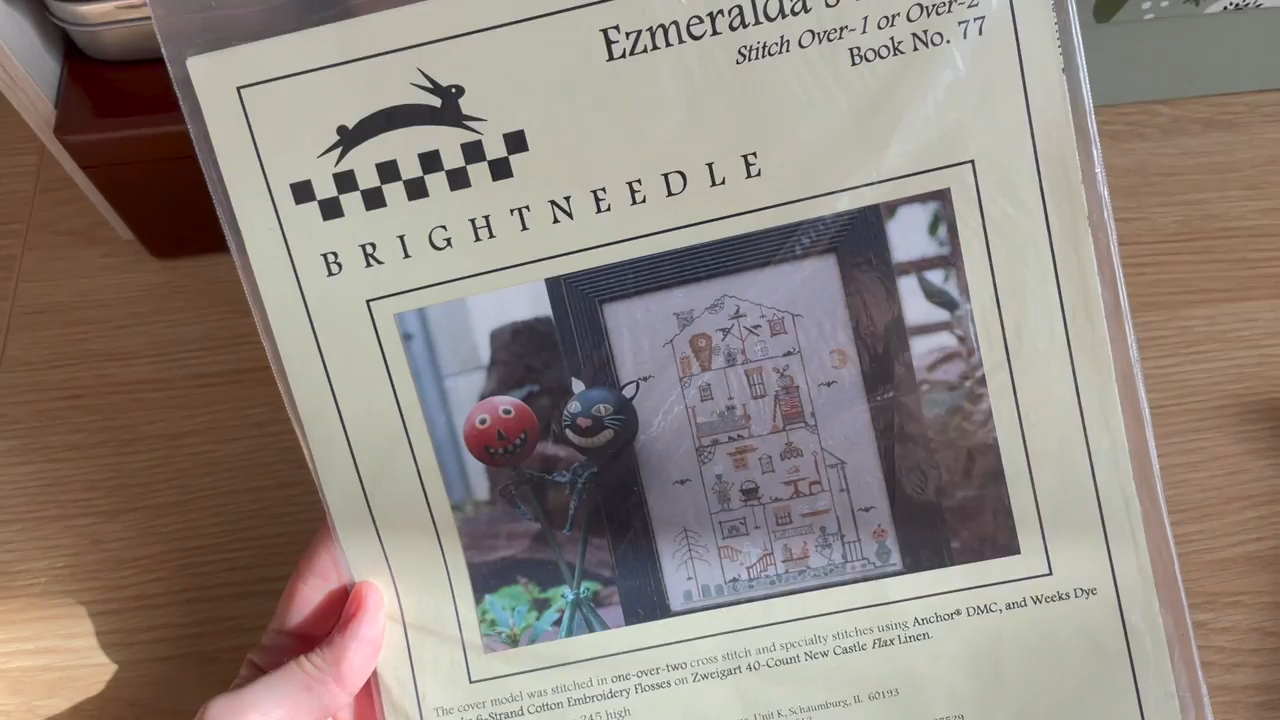 Ezmeralda's
Stitch Over-1 or Over-2
Book No. 77
BRIGHTNEEDLE
The cover model was stitched in one-over-two cross stitch and specialty stitches using Anchor® DMC, and Weeks Dye
6-Strand Cotton Embroidery Flosses on Zweigart 40-Count New Castle Flax Linen.
245 high
Unit K, Schaumburg, IL 60193